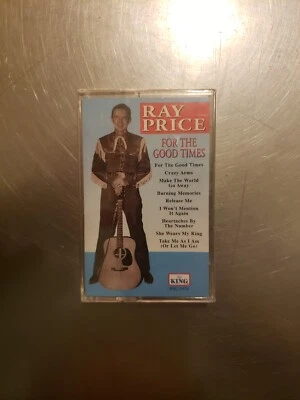 RAY
PRICE
FOR THE
GOOD TIMES
For The Good Times
Crazy Arms
Make The World
Go Away
Burning Memories
Release Me
I Won't Mention
It Again
Heartaches By
The Number
She Wears My Ring
Take Me As I Am
(Or Let Me Go)
KING